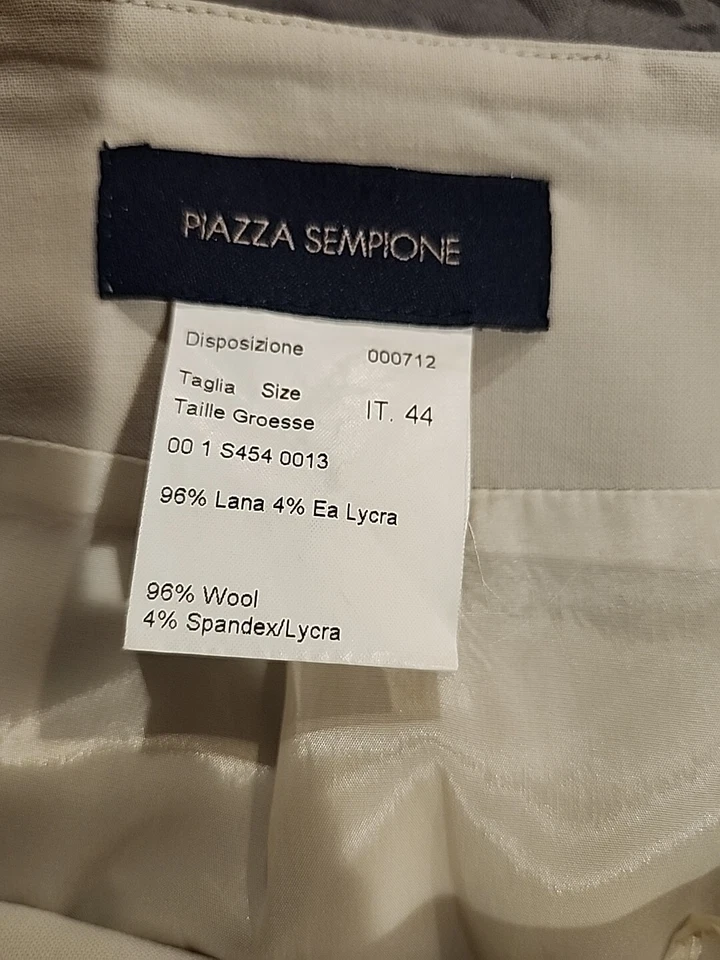 PIAZZA SEMPIONE
Disposizione 000712
Taglia Size
Taille Groesse IT. 44
00 1 S454 0013
96% Lana 4% Ea Lycra
96% Wool
4% Spandex/Lycra